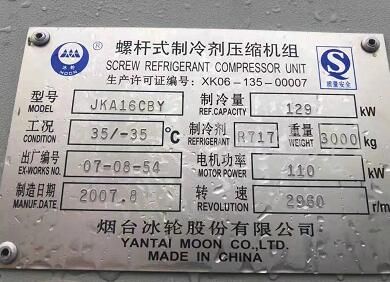 螺杆式制冷剂压缩机组
SCREW REFRIGERANT COMPRESSOR UNIT
生产许可证编号：XK06-135-00007
冰轮
MOON
®
质量安全
型号 MODEL JKA16CBY 制冷量 REF.CAPACITY 129 kW
工况 CONDITION 35/-35 ℃ 制冷剂 REFRIGERANT R717 重量 WEIGHT 3000 kg
出厂编号 EX-WORKS NO. 07-08-54 电机功率 MOTOR POWER 110 kW
制造日期 MANUF.DATE 2007.8 转速 REVOLUTION 2960 r/min
烟台冰轮股份有限公司
YANTAI MOON CO.,LTD.
MADE IN CHINA